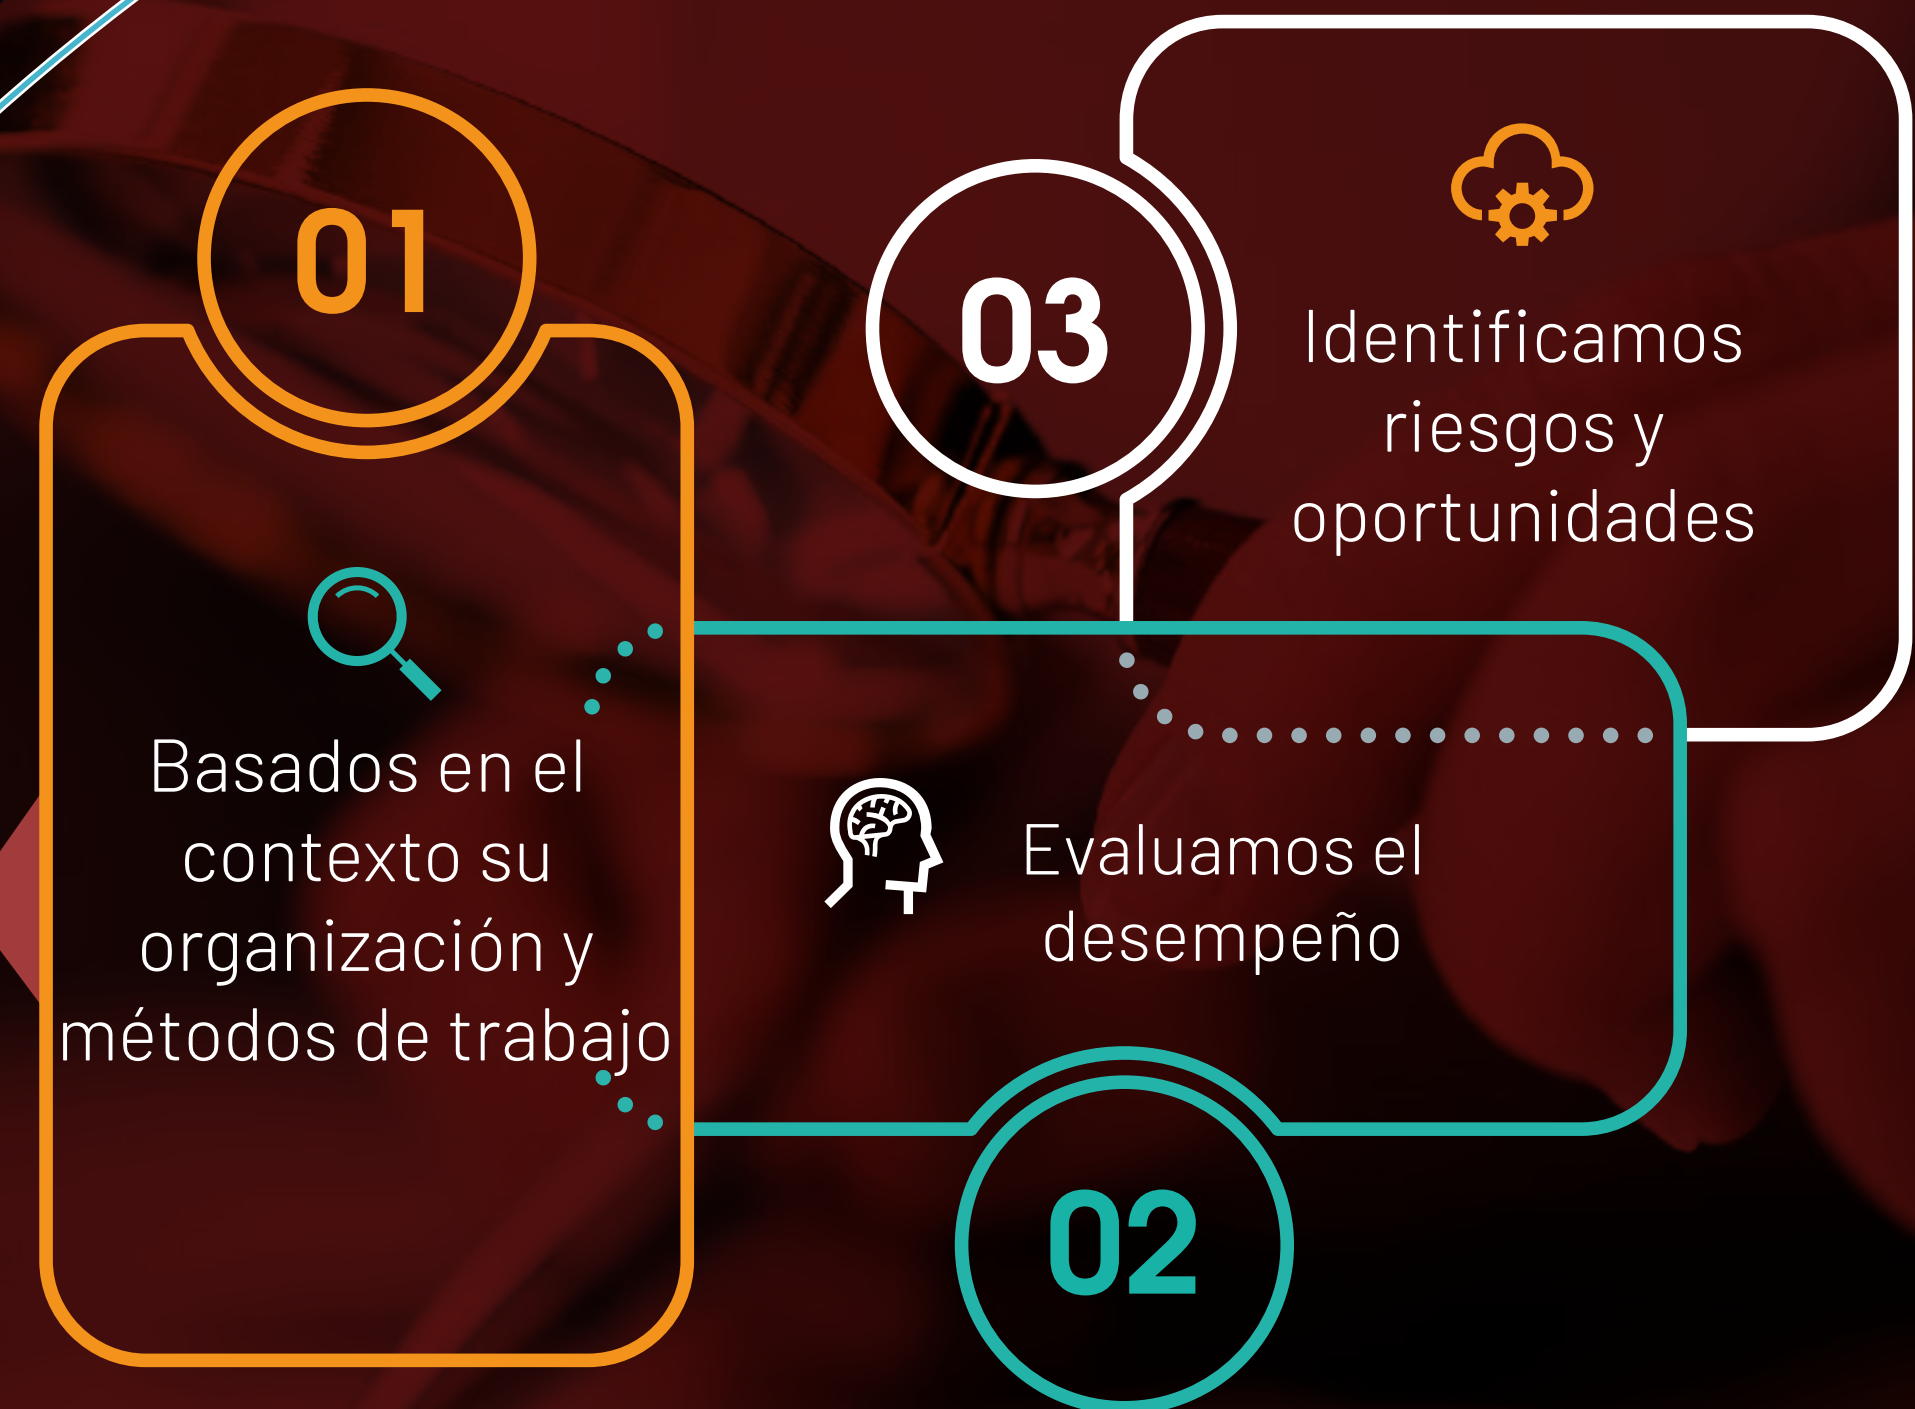 01
Basados en el
contexto su
organización y
métodos de trabajo
Evaluamos el
desempeño
02
03
Identificamos
riesgos y
oportunidades